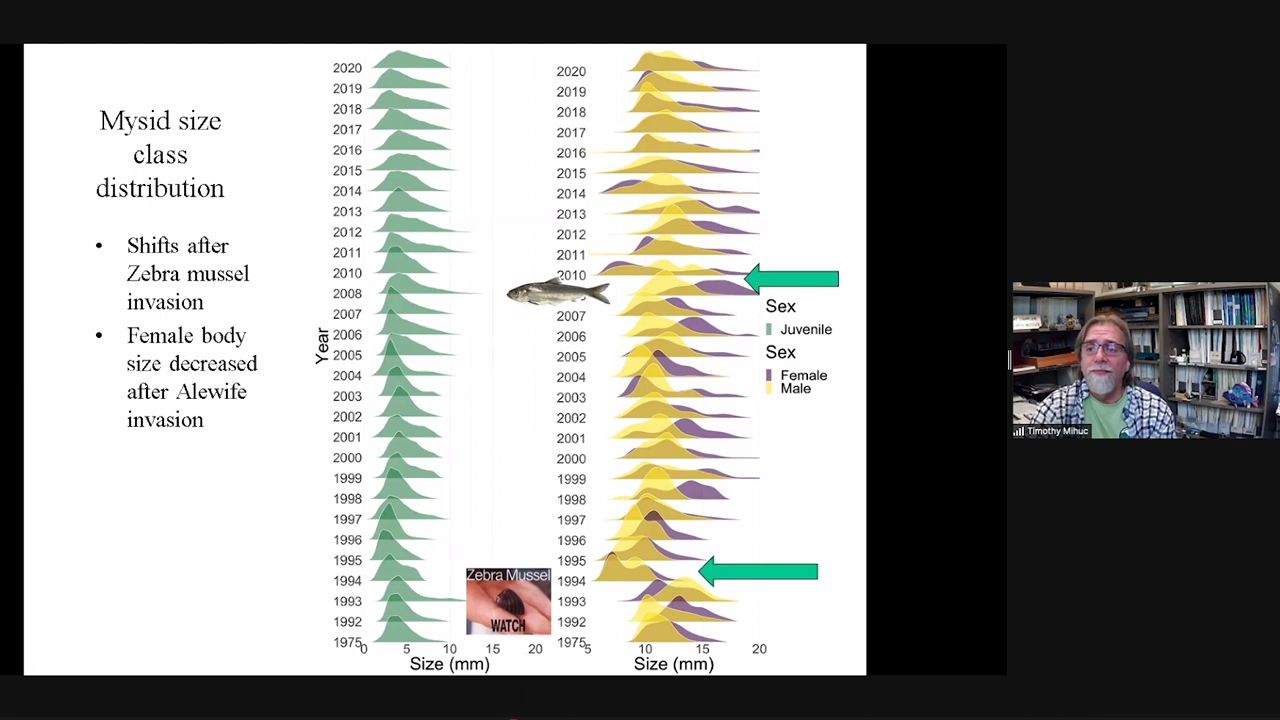 Mysid size
class
distribution
• Shifts after
Zebra mussel
invasion
• Female body
size decreased
after Alewife
invasion
Year
2020
2019
2018
2017
2016
2015
2014
2013
2012
2011
2010
2008
2007
2006
2005
2004
2003
2002
2001
2000
1999
1998
1997
1996
1995
1994
1993
1992
1975
0 5 10 15 20
Size (mm)
Zebra Mussel
WATCH
2020
2019
2018
2017
2016
2015
2014
2013
2012
2011
2010
2007
2006
2005
2004
2003
2002
2001
2000
1999
1998
1997
1996
1995
1994
1993
1992
1975
5 10 15 20
Size (mm)
Sex
Juvenile
Sex
Female
Male
Timothy Mihuc